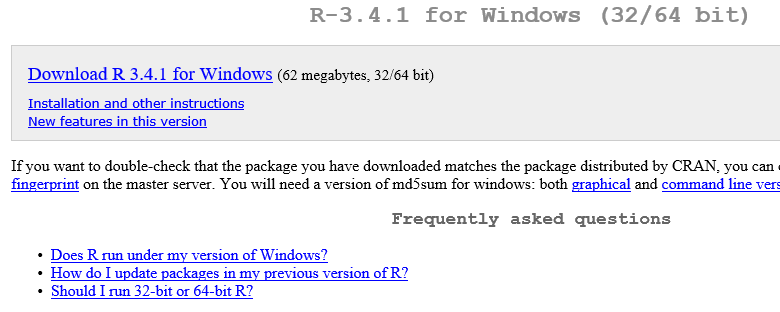 R-3.4.1 for Windows (32/64 bit)
Download R 3.4.1 for Windows (62 megabytes, 32/64 bit)
Installation and other instructions
New features in this version
If you want to double-check that the package you have downloaded matches the package distributed by CRAN, you can
fingerprint on the master server. You will need a version of md5sum for windows: both graphical and command line
Frequently asked questions
• Does R run under my version of Windows?
• How do I update packages in my previous version of R?
• Should I run 32-bit or 64-bit R?